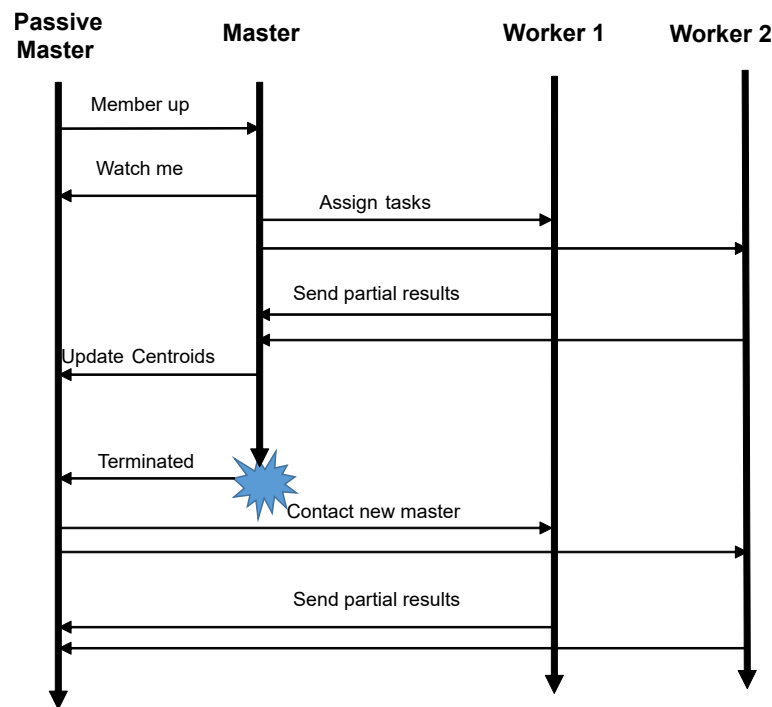 Passive
Master
Master
Worker 1
Worker 2
Member up
Watch me
Assign tasks
Send partial results
Update Centroids
Terminated
Contact new master
Send partial results